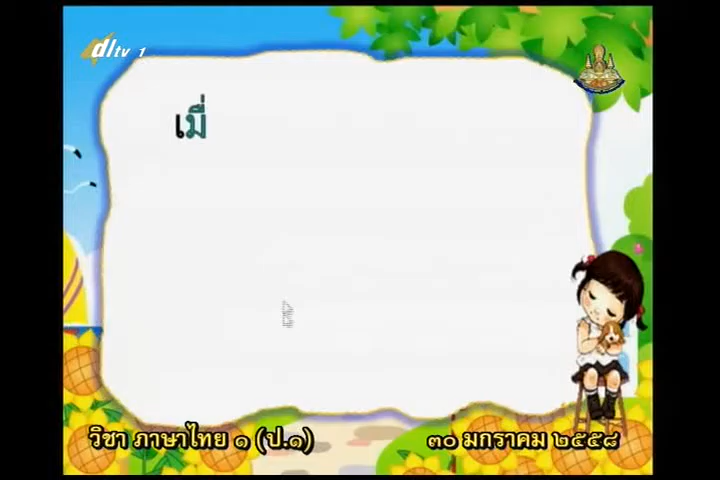 dltv 1
เมื่
วิชา ภาษาไทย ๑ (ป.๑)
๓๐ มกราคม ๒๕๕๘